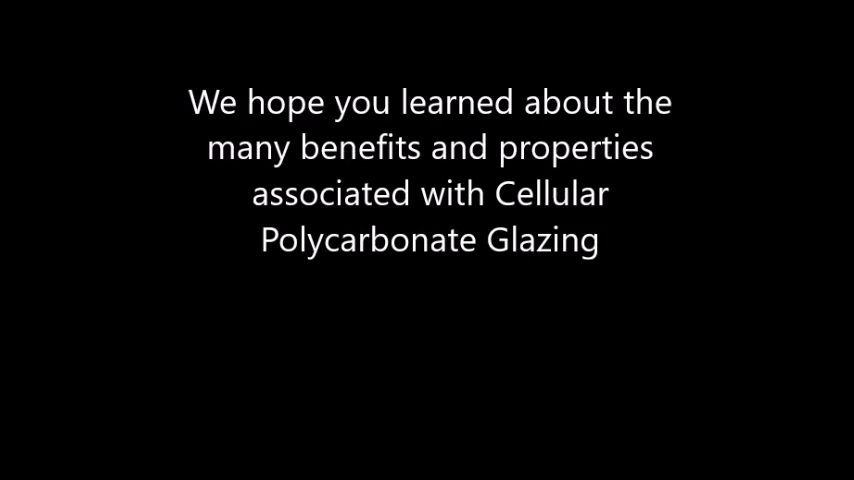 We hope you learned about the
many benefits and properties
associated with Cellular
Polycarbonate Glazing